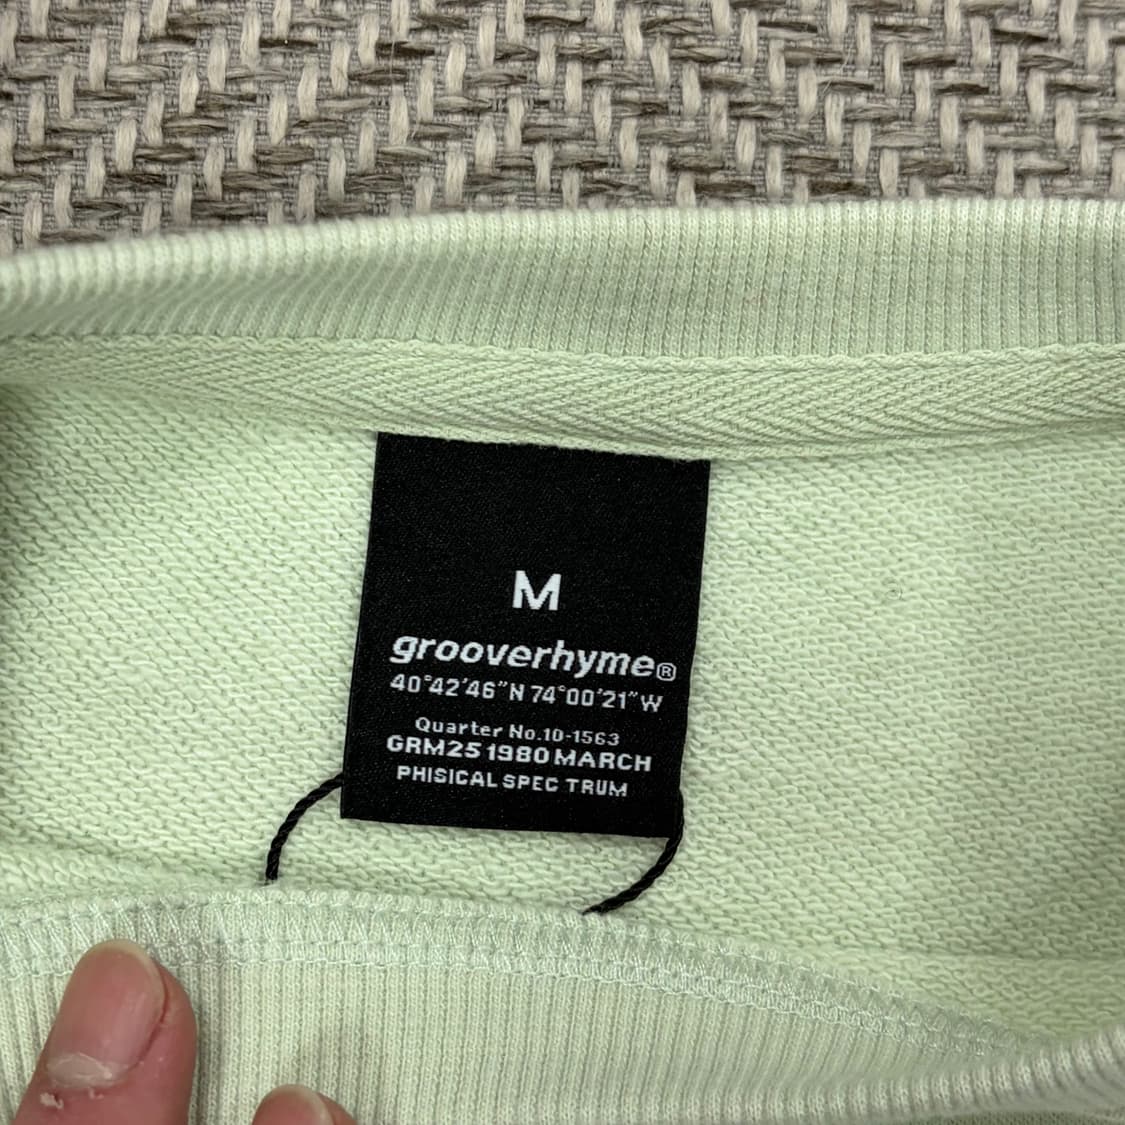 M
grooverhyme®
40°42'46"N 74°00'21"W
Quarter No.10-1563
GRM25 1980 MARCH
PHISICAL SPEC TRUM